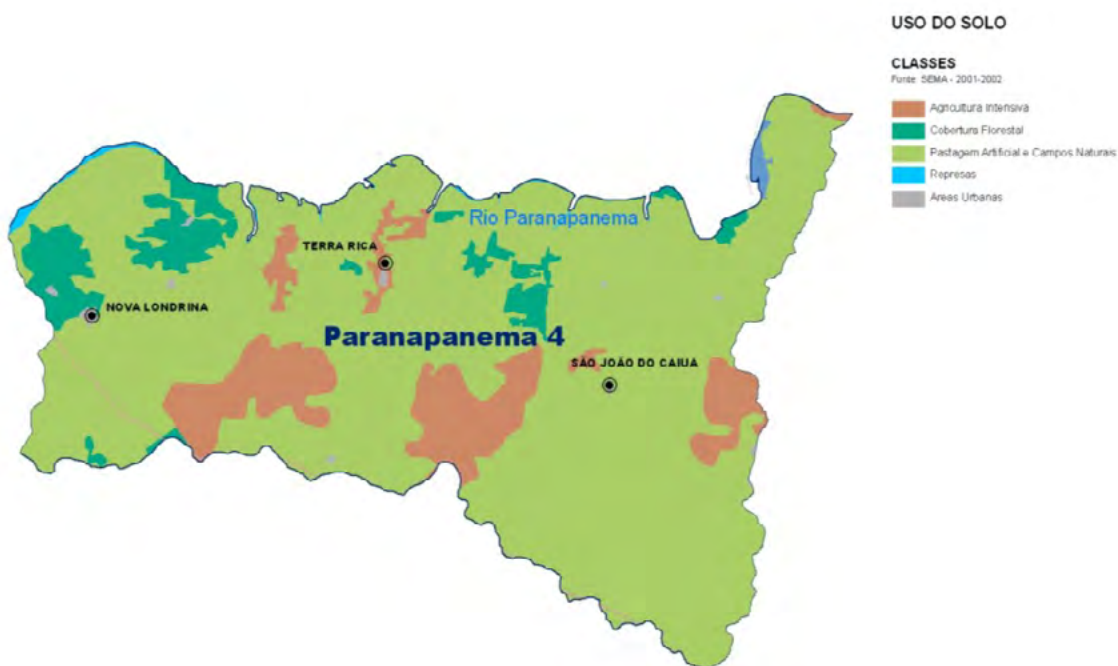 USO DO SOLO
CLASSES
Fonte: SEMA - 2001-2002
Agricultura Intensiva
Cobertura Florestal
Pastagem Artificial e Campos Naturais
Represas
Areas Urbanas
Rio Paranapanema
TERRA RICA
NOVA LONDRINA
Paranapanema 4
SÃO JOÃO DO CAIUÁ